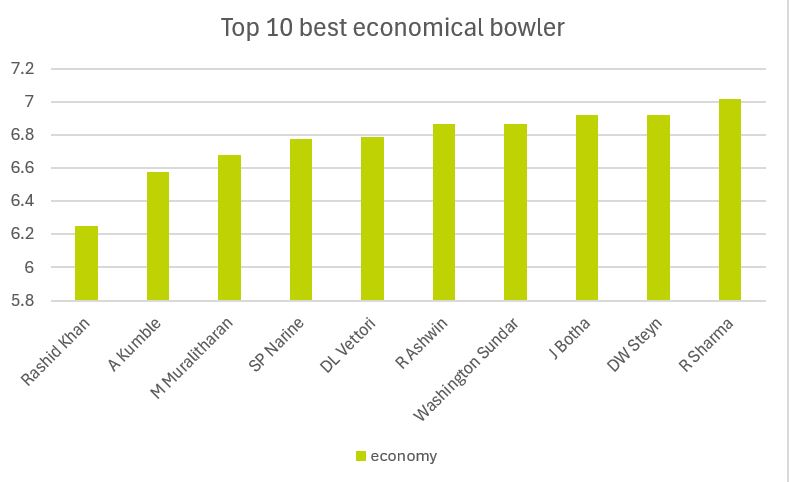 Top 10 best economical bowler
7.2
7
6.8
6.6
6.4
6.2
6
5.8
Rashid Khan
A Kumble
M Muralitharan
SP Narine
DL Vettori
R Ashwin
Washington Sundar
J Botha
DW Steyn
R Sharma
economy